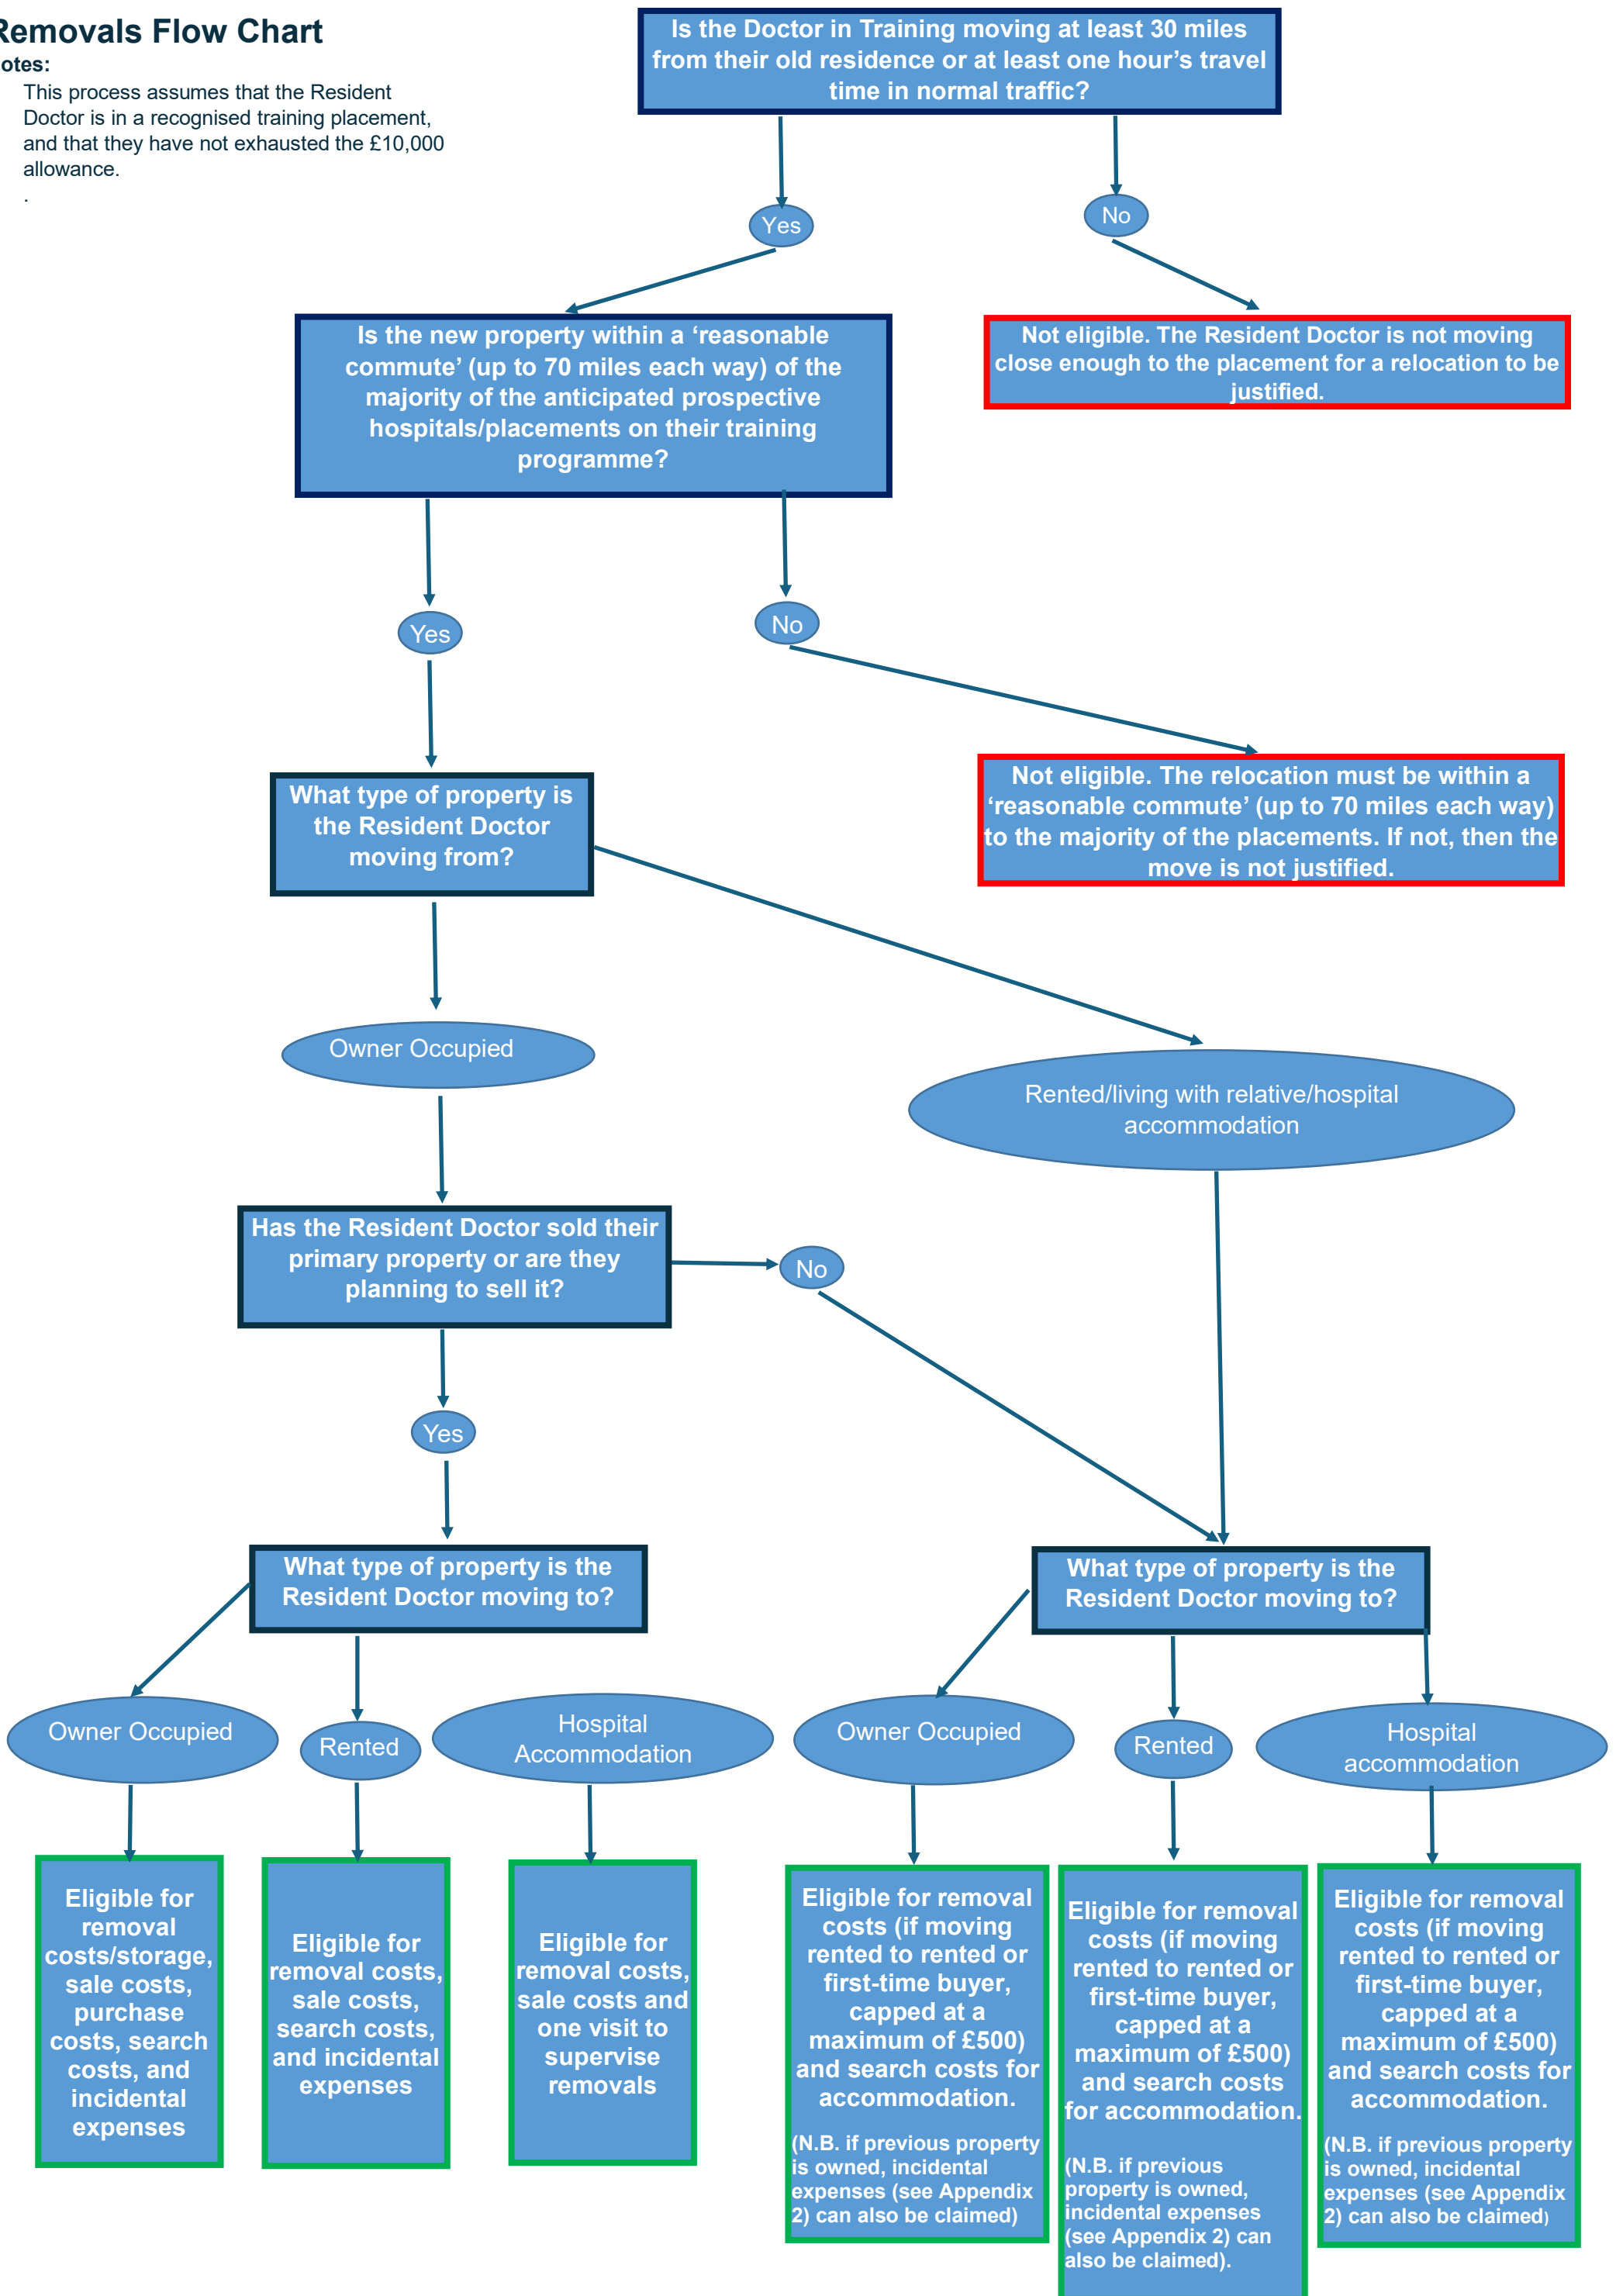 Removals Flow Chart
otes:
This process assumes that the Resident
Doctor is in a recognised training placement,
and that they have not exhausted the £10,000
allowance.
.
Is the Doctor in Training moving at least 30 miles
from their old residence or at least one hour’s travel
time in normal traffic?
Yes
No
Is the new property within a ‘reasonable
commute’ (up to 70 miles each way) of the
majority of the anticipated prospective
hospitals/placements on their training
programme?
Not eligible. The Resident Doctor is not moving
close enough to the placement for a relocation to be
justified.
Yes
No
What type of property is
the Resident Doctor
moving from?
Not eligible. The relocation must be within a
‘reasonable commute’ (up to 70 miles each way)
to the majority of the placements. If not, then the
move is not justified.
Owner Occupied
Rented/living with relative/hospital
accommodation
Has the Resident Doctor sold their
primary property or are they
planning to sell it?
No
Yes
What type of property is the
Resident Doctor moving to?
What type of property is the
Resident Doctor moving to?
Owner Occupied
Rented
Hospital
Accommodation
Owner Occupied
Rented
Hospital
accommodation
Eligible for
removal
costs/storage,
sale costs,
purchase
costs, search
costs, and
incidental
expenses
Eligible for
removal costs,
sale costs,
search costs,
and incidental
expenses
Eligible for
removal costs,
sale costs and
one visit to
supervise
removals
Eligible for removal
costs (if moving
rented to rented or
first-time buyer,
capped at a
maximum of £500)
and search costs for
accommodation.
(N.B. if previous property
is owned, incidental
expenses (see Appendix
2) can also be claimed)
Eligible for removal
costs (if moving
rented to rented or
first-time buyer,
capped at a
maximum of £500)
and search costs
for accommodation.
(N.B. if previous
property is owned,
incidental expenses
(see Appendix 2) can
also be claimed).
Eligible for removal
costs (if moving
rented to rented or
first-time buyer,
capped at a
maximum of £500)
and search costs for
accommodation.
(N.B. if previous property
is owned, incidental
expenses (see Appendix
2) can also be claimed)